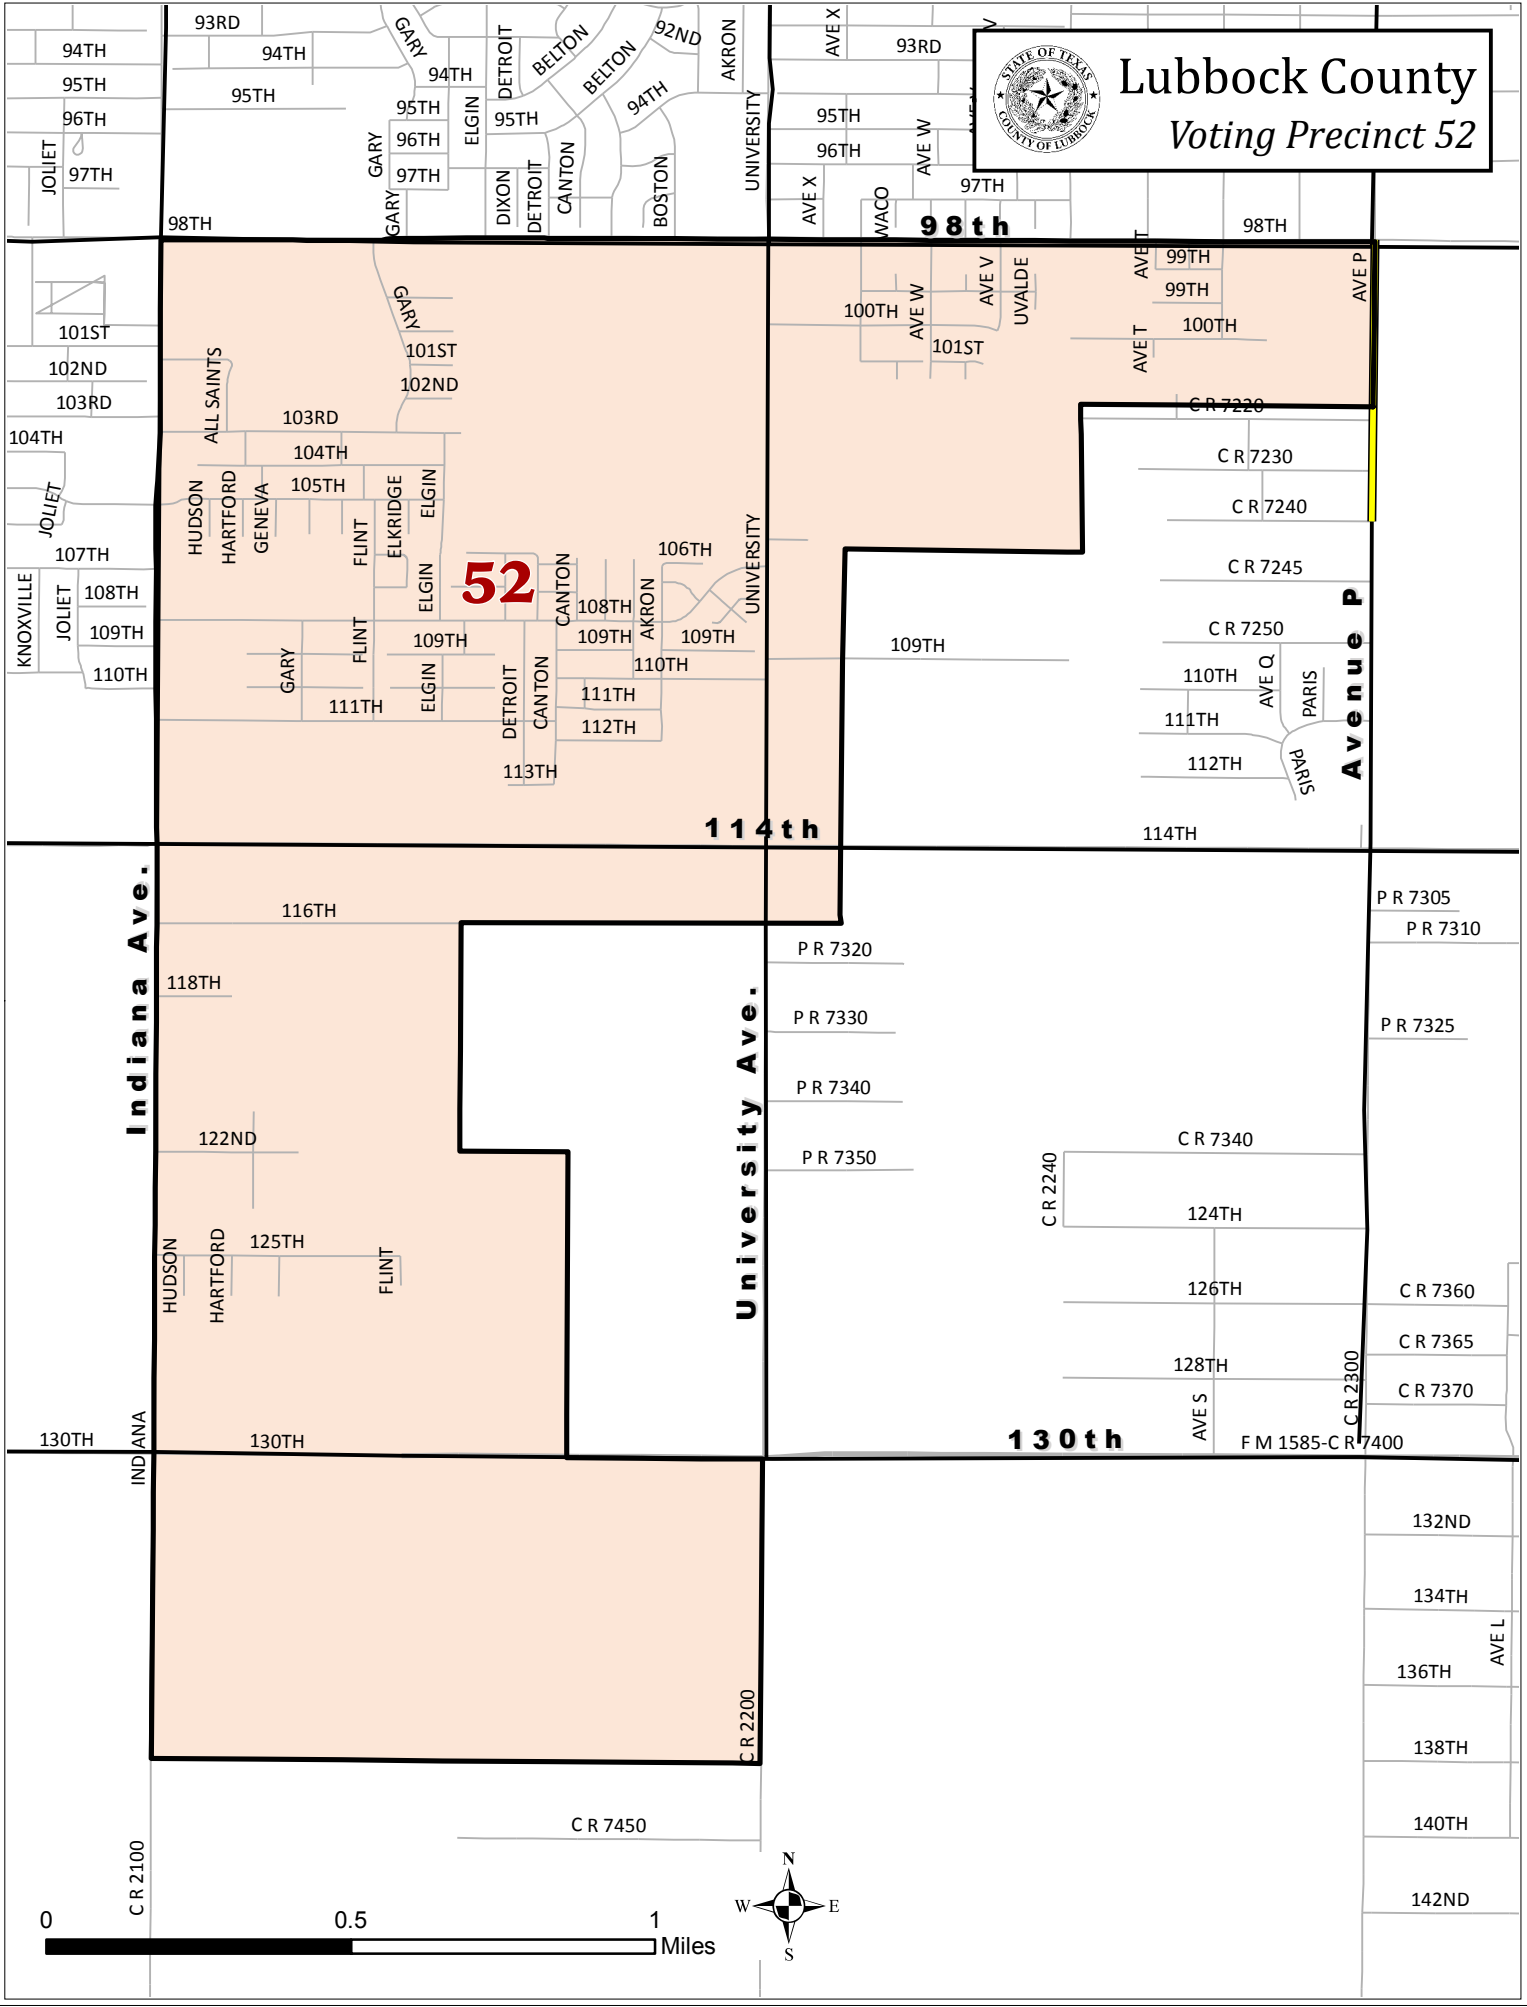 STATE OF TEXAS
COUNTY OF LUBBOCK
Lubbock County
Voting Precinct 52
93RD
94TH
94TH
95TH
95TH
96TH
97TH
JOLIET
98TH
GARY
94TH
95TH
96TH
97TH
GARY
GARY
ELGIN
DETROIT
BELTON
BELTON
92ND
94TH
95TH
AKRON
DIXON
DETROIT
CANTON
BOSTON
UNIVERSITY
AVE X
93RD
95TH
96TH
AVE W
AVE X
97TH
WACO
98th
98TH
101ST
102ND
103RD
104TH
JOLIET
107TH
KNOXVILLE
JOLIET
108TH
109TH
110TH
GARY
101ST
102ND
ALL SAINTS
103RD
104TH
105TH
HUDSON
HARTFORD
GENEVA
FLINT
ELKRIDGE
ELGIN
52
ELGIN
CANTON
106TH
UNIVERSITY
108TH
AKRON
109TH
109TH
109TH
110TH
FLINT
GARY
ELGIN
DETROIT
CANTON
111TH
111TH
112TH
113TH
100TH
AVE W
AVE V
UVALDE
101ST
AVE T
99TH
99TH
100TH
AVE T
AVE P
C R 7220
C R 7230
C R 7240
C R 7245
C R 7250
109TH
110TH
AVE Q
PARIS
111TH
112TH
PARIS
Avenue P
114th
114TH
Indiana Ave.
116TH
118TH
122ND
125TH
HUDSON
HARTFORD
FLINT
University Ave.
P R 7320
P R 7330
P R 7340
P R 7350
P R 7305
P R 7310
P R 7325
C R 7340
C R 2240
124TH
126TH
128TH
AVE S
C R 7360
C R 7365
C R 7370
C R 2300
130TH
INDIANA
130TH
130th
F M 1585-C R 7400
132ND
134TH
AVE L
136TH
138TH
140TH
142ND
C R 2200
C R 7450
C R 2100
N
W
E
S
0
0.5
1
Miles